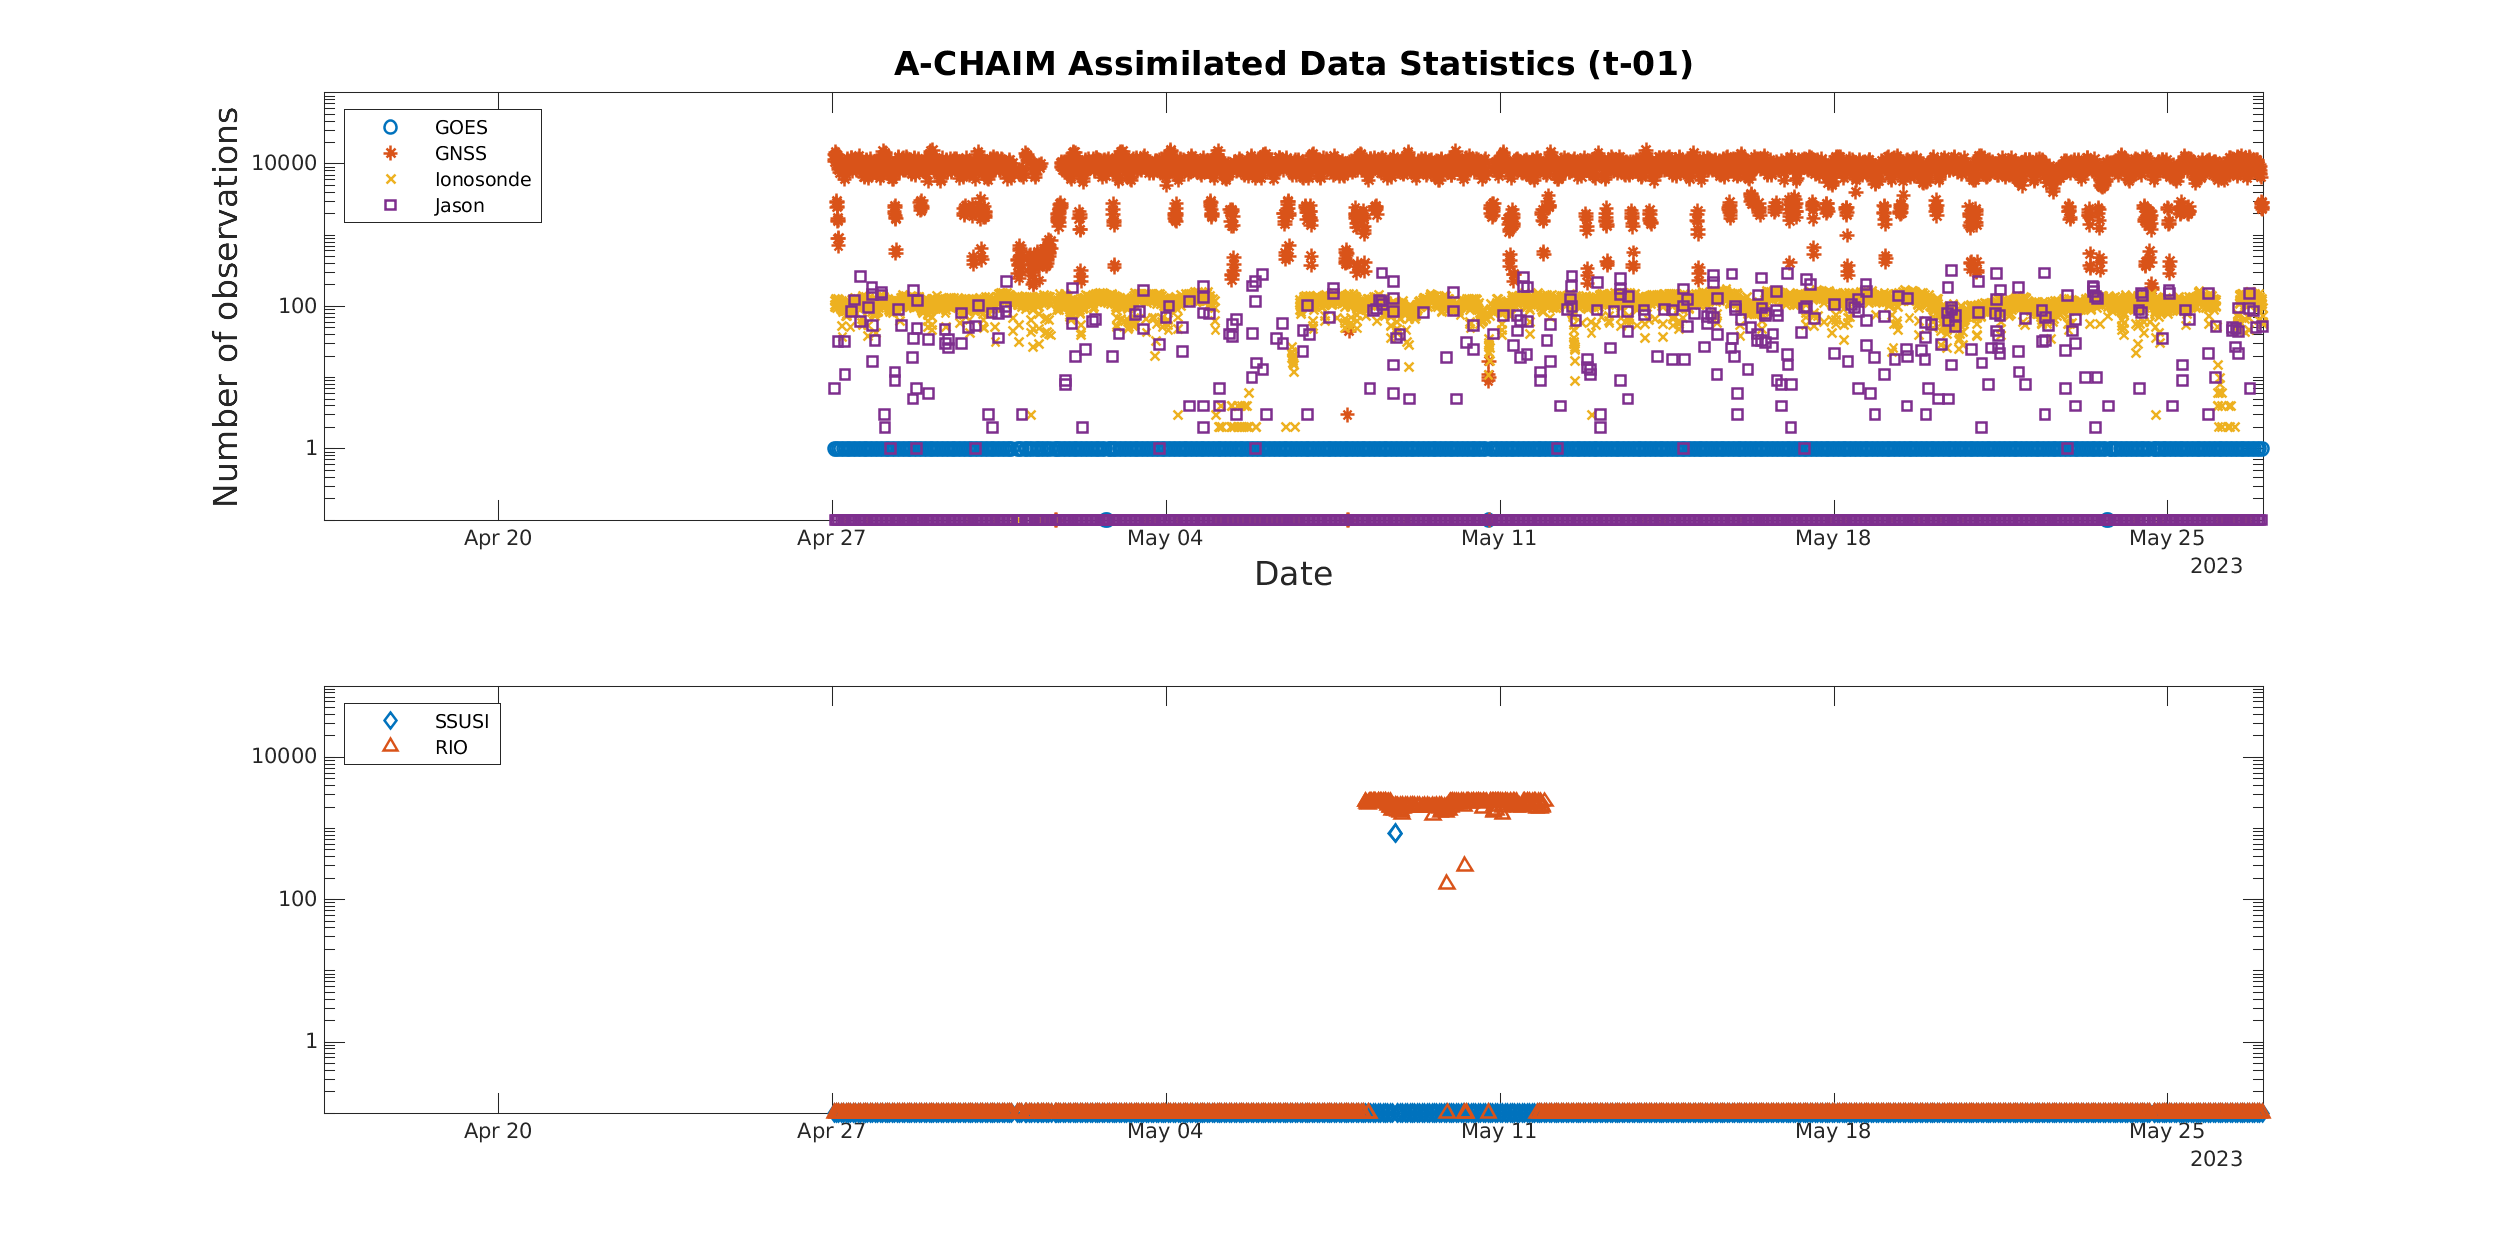 A-CHAIM Assimilated Data Statistics (t-01)
Number of observations
10000
100
1
GOES
GNSS
Ionosonde
Jason
Apr 20
Apr 27
May 04
May 11
May 18
May 25
2023
Date
10000
100
1
SSUSI
RIO
Apr 20
Apr 27
May 04
May 11
May 18
May 25
2023